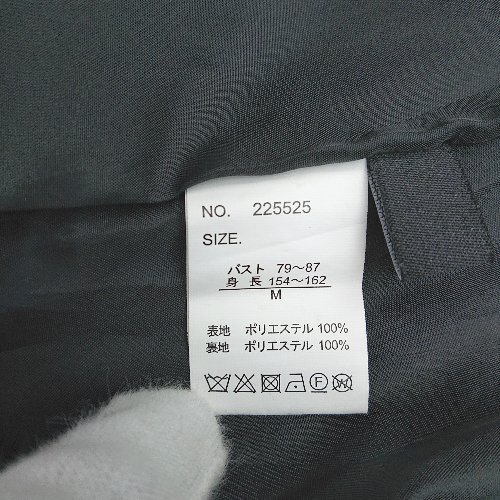 NO. 225525
SIZE.
バスト 79～87
身 長 154～162
M
表地 ポリエステル 100%
裏地 ポリエステル 100%
F W